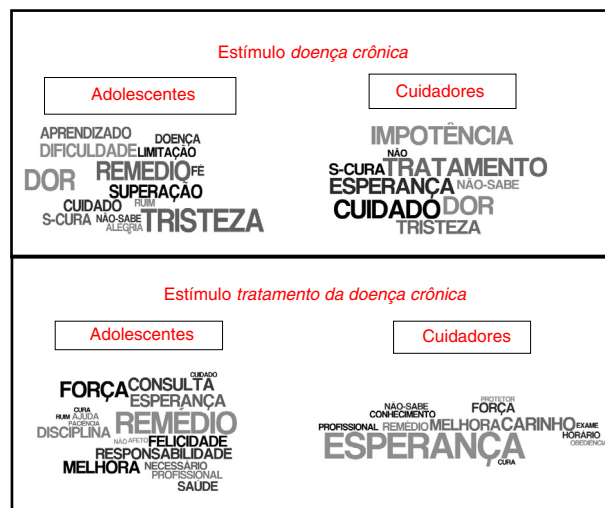 Estímulo doença crônica
Adolescentes
APRENDIZADO
DOENÇA
DIFICULDADE LIMITAÇÃO
DOR REMEDIO FÉ
SUPERAÇÃO
CUIDADO RUIM
S-CURA NÃO-SABE TRISTEZA
ALEGRIA
Cuidadores
IMPOTÊNCIA
NÃO
S-CURA TRATAMENTO
ESPERANÇA NÃO-SABE
CUIDADO DOR
TRISTEZA
Estímulo tratamento da doença crônica
Adolescentes
CUIDADO
FORÇA CONSULTA
ESPERANÇA
CURA
RUIM AJUDA REMÉDIO
PACIÊNCIA
DISCIPLINA
NÃO AFETO FELICIDADE
RESPONSABILIDADE
MELHORA NECESSÁRIO
PROFISSIONAL
SAÚDE
Cuidadores
PROTETOR
NÃO-SABE FORÇA
CONHECIMENTO
PROFISSIONAL REMÉDIO MELHORA CARINHO EXAME
ESPERANÇA HORÁRIO
OBEDIÊNCIA
CURA